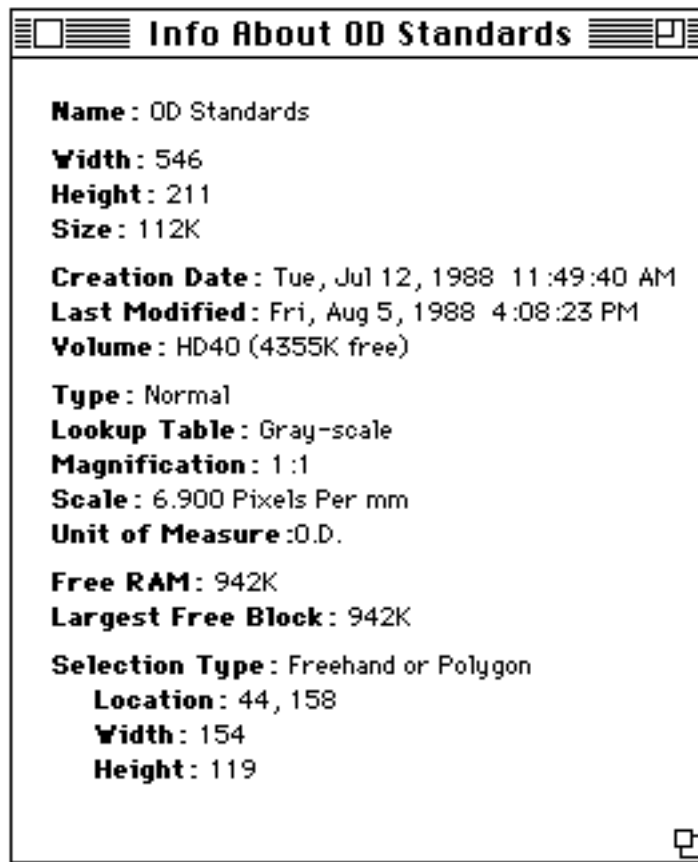 Info About OD Standards
Name: OD Standards
Width: 546
Height: 211
Size: 112K
Creation Date: Tue, Jul 12, 1988 11:49:40 AM
Last Modified: Fri, Aug 5, 1988 4:08:23 PM
Volume: HD40 (4355K free)
Type: Normal
Lookup Table: Gray-scale
Magnification: 1:1
Scale: 6.900 Pixels Per mm
Unit of Measure:O.D.
Free RAM: 942K
Largest Free Block: 942K
Selection Type: Freehand or Polygon
Location: 44, 158
Width: 154
Height: 119